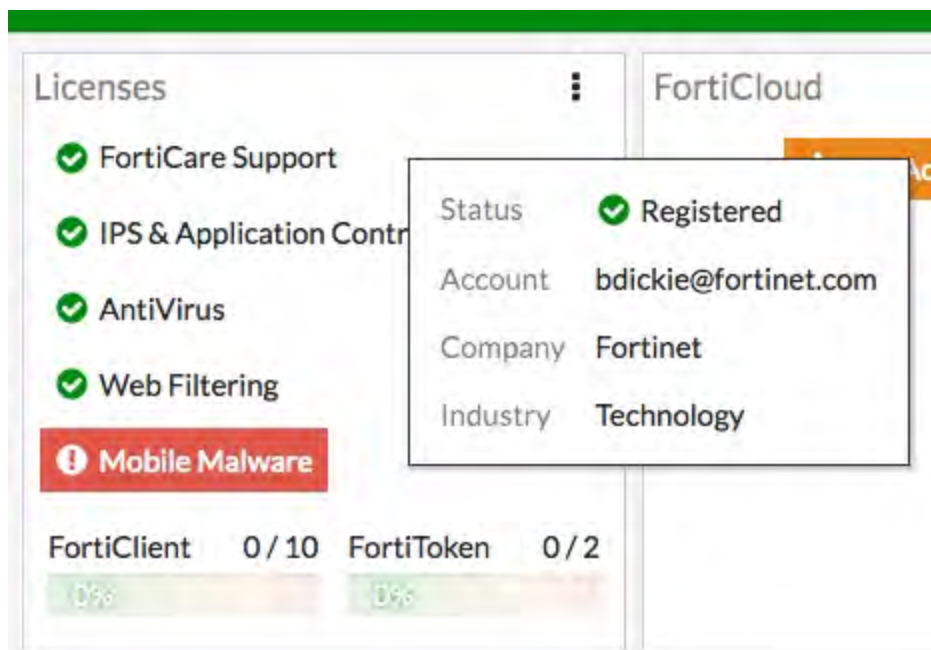 Licenses
FortiCloud
FortiCare Support
IPS & Application Contr
AntiVirus
Web Filtering
Mobile Malware
Status Registered
Account bdickie@fortinet.com
Company Fortinet
Industry Technology
FortiClient 0 / 10 FortiToken 0 / 2
0% 0%